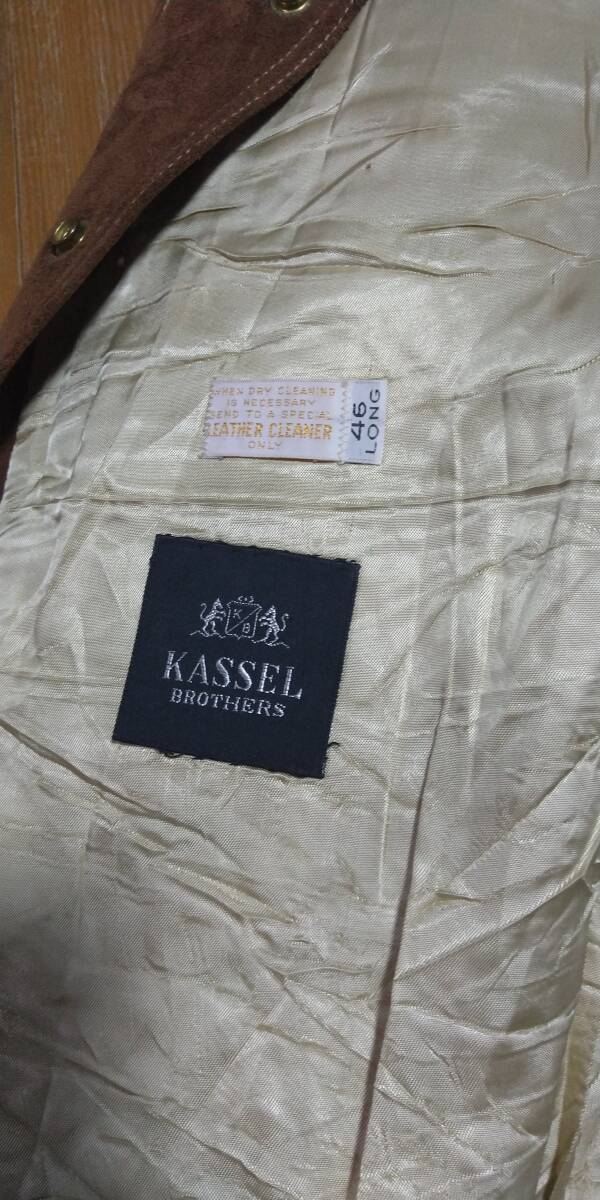 WHEN DRY CLEANING
IS NECESSARY
SEND TO A SPECIAL
LEATHER CLEANER
ONLY
46
LONG
K
B
KASSEL
BROTHERS